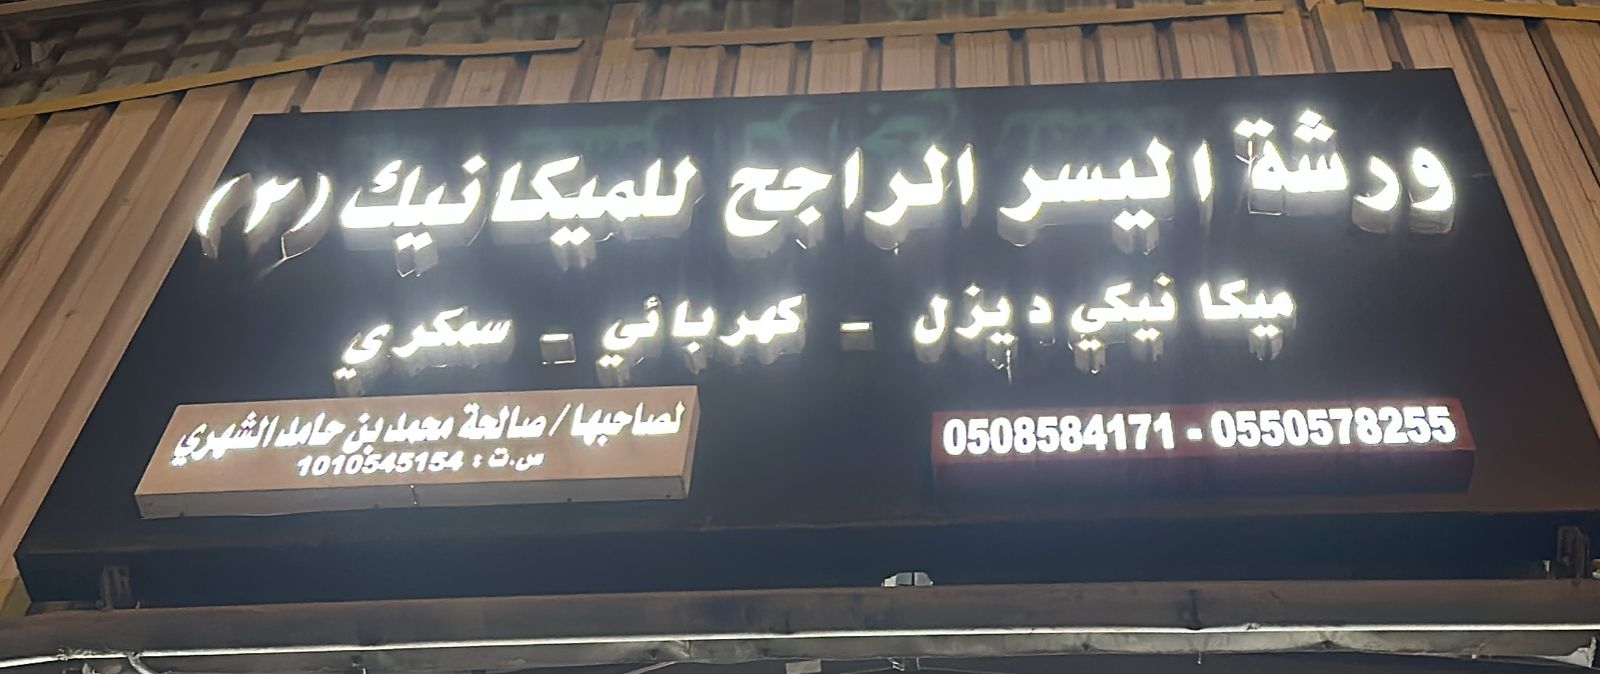 ورشة اليسر الراجح للميكانيك (٢)
ميكانيكي ديزل - كهربائي - سمكري
0508584171 - 0550578255
لصاحبها / صالحة محمد بن حامد الشهري
س.ت : 1010545154